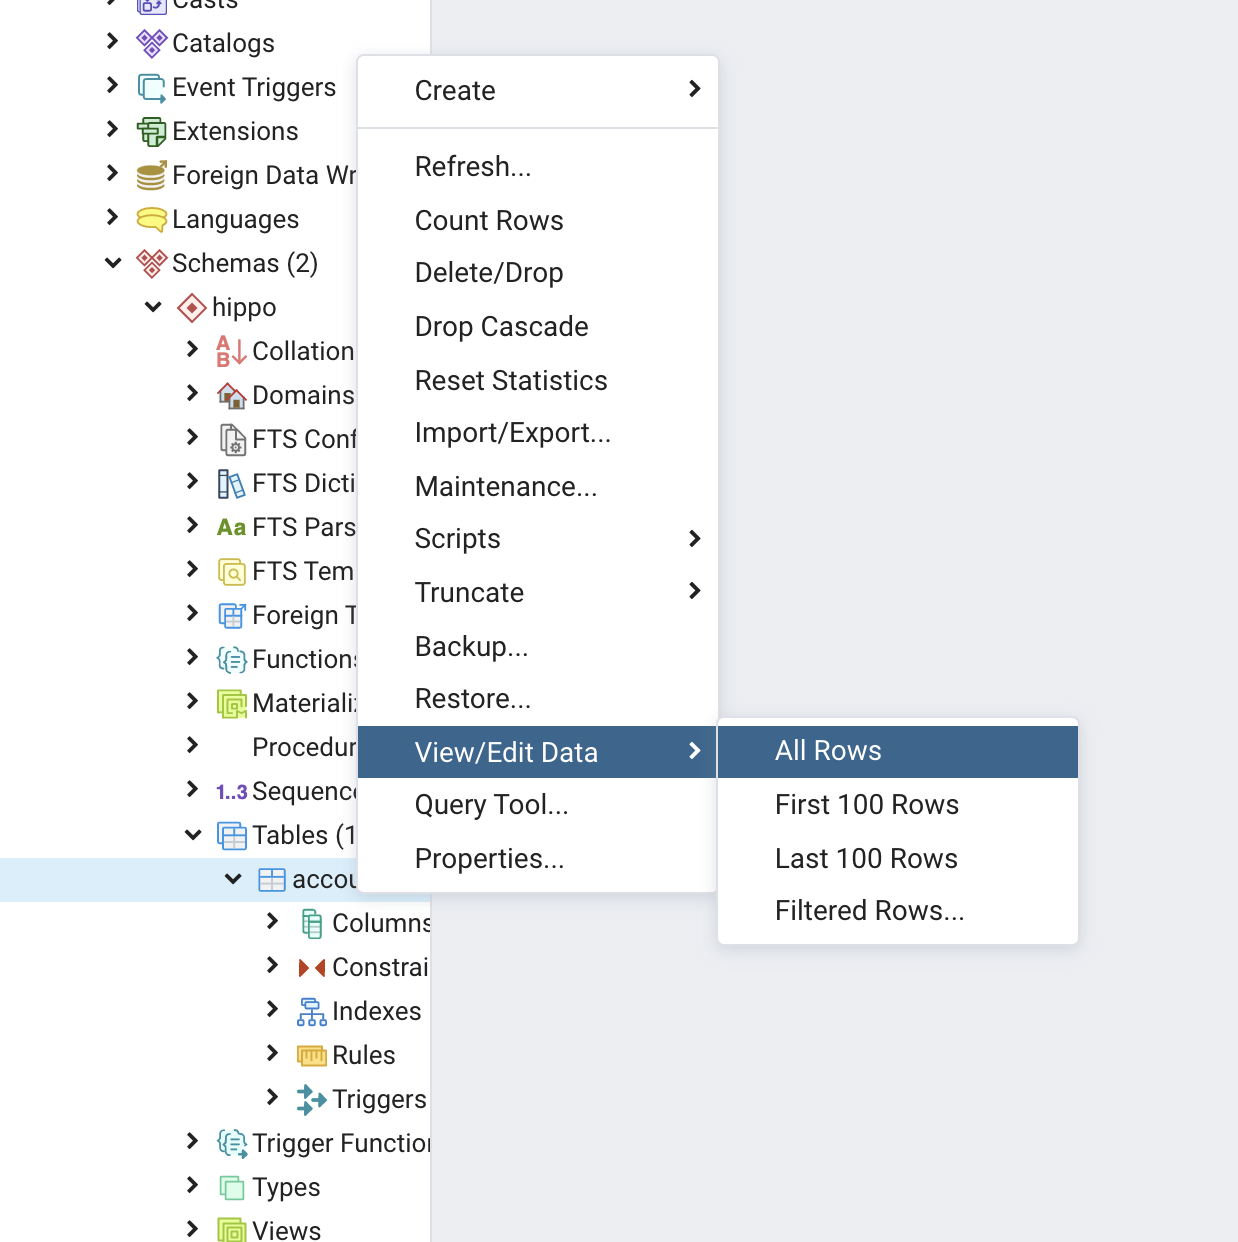 Casts
Catalogs
Event Triggers
Extensions
Foreign Data Wr
Languages
Schemas (2)
hippo
A
B
Collation
Domains
FTS Conf
FTS Dicti
Aa FTS Pars
FTS Tem
Foreign T
Functions
Materializ
Procedur
1..3 Sequenc
Tables (1
accou
Columns
Constrai
Indexes
Rules
Triggers
Trigger Function
Types
Views
Create
Refresh...
Count Rows
Delete/Drop
Drop Cascade
Reset Statistics
Import/Export...
Maintenance...
Scripts
Truncate
Backup...
Restore...
View/Edit Data
Query Tool...
Properties...
All Rows
First 100 Rows
Last 100 Rows
Filtered Rows...